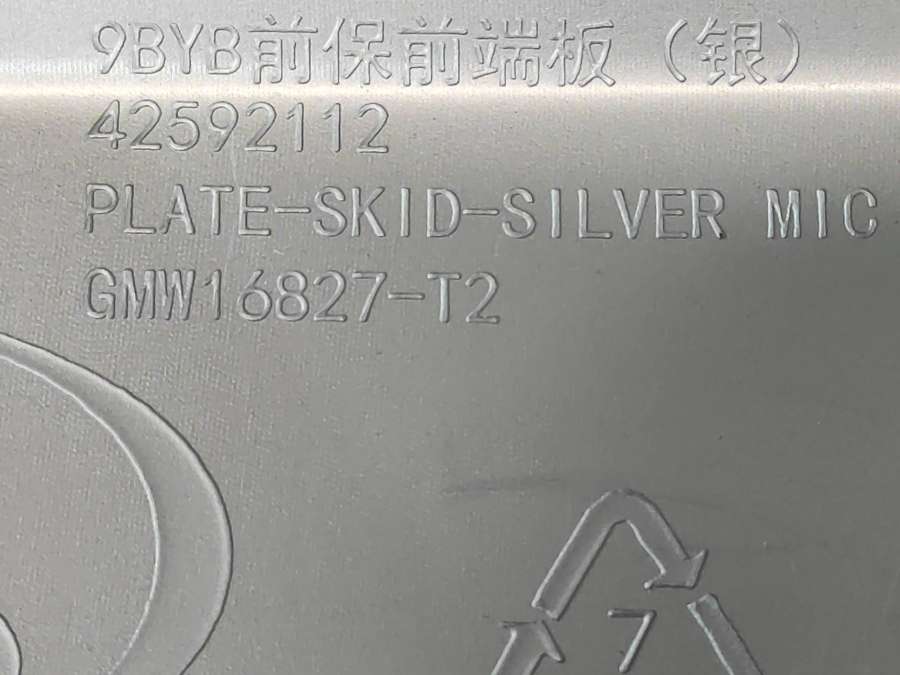 9BYB前保前端板（银）
42592112
PLATE-SKID-SILVER MIC
GMW16827-T2
7